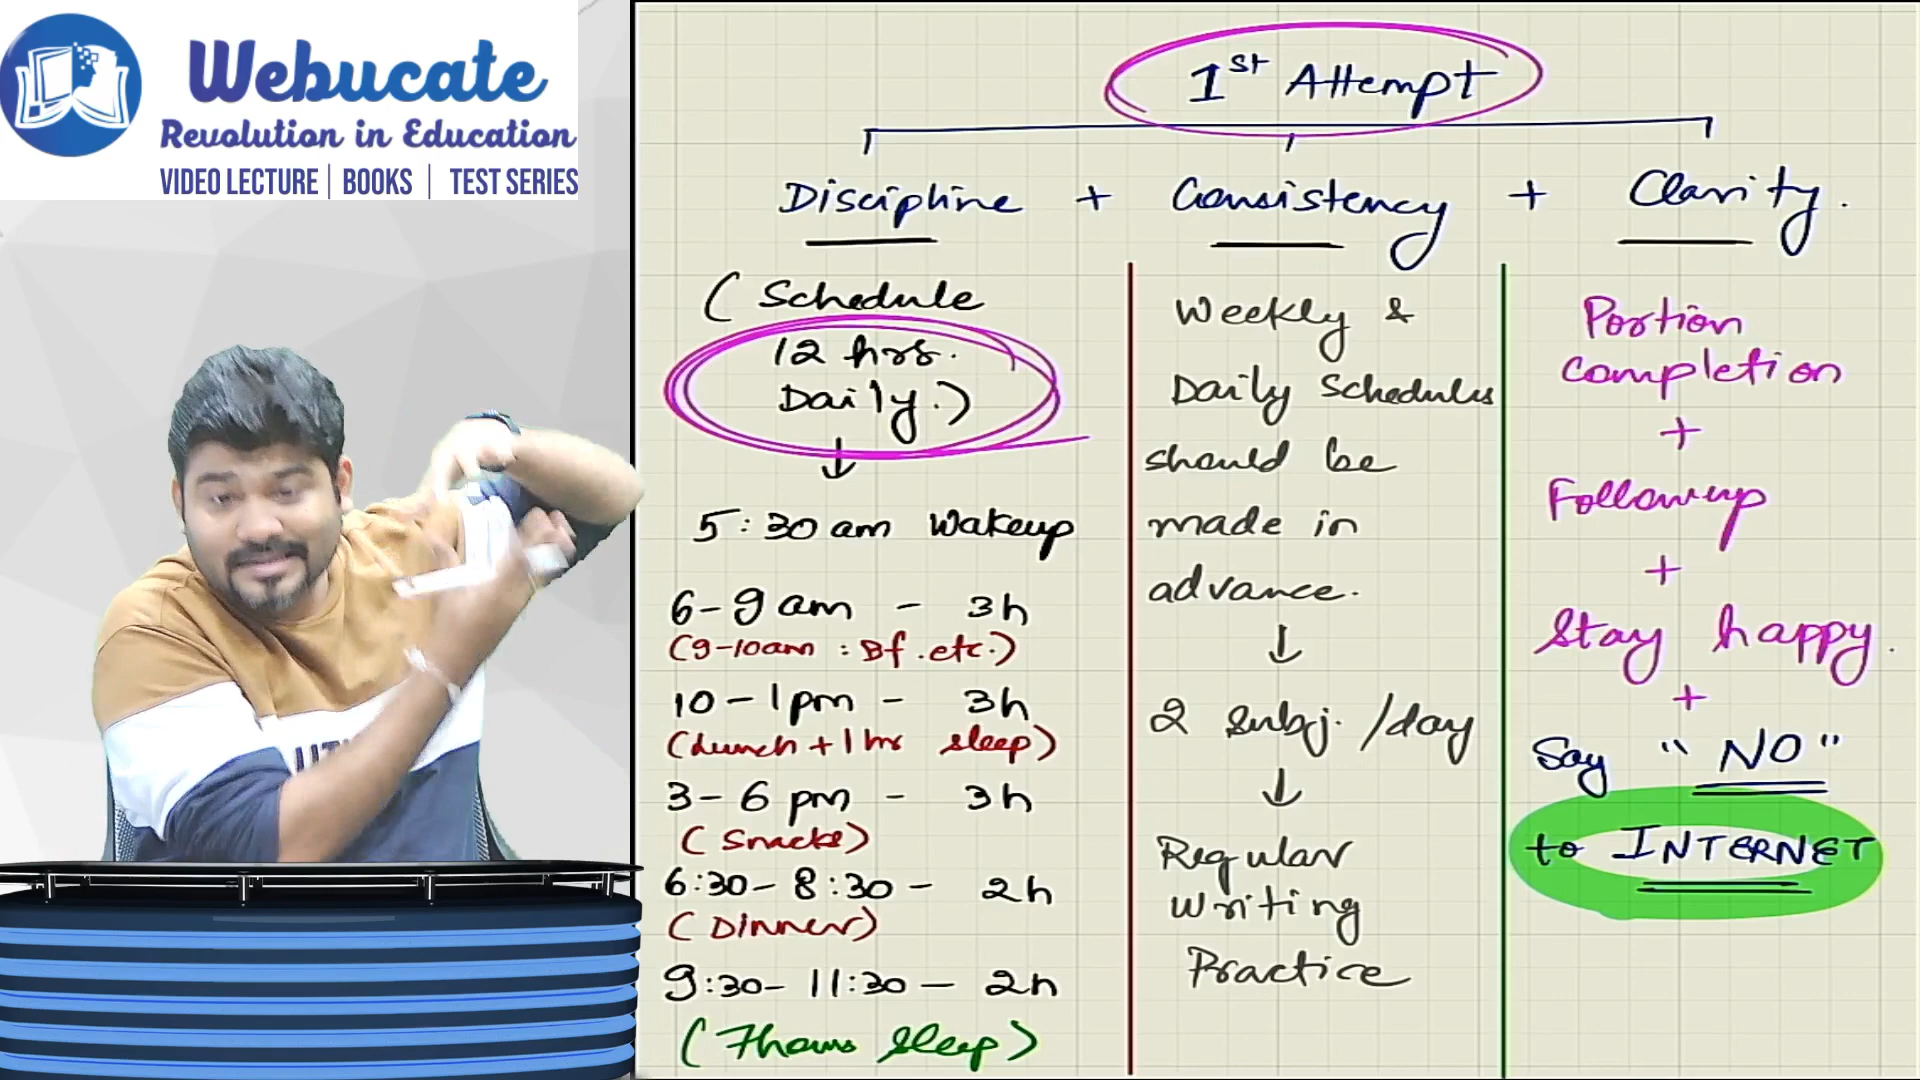 Webucate
Revolution in Education
VIDEO LECTURE | BOOKS | TEST SERIES
1st Attempt
Discipline + Consistency + Clarity.
(Schedule
12 hrs.
Daily.)
↓
5:30 am Wakeup
6-9 am - 3h
(9-10am : Bf. etc.)
10-1pm - 3h
(Lunch + 1 hr sleep)
3-6 pm - 3h
(Snacks)
6:30-8:30 - 2h
(Dinner)
9:30-11:30 - 2h
(7hours sleep)
Weekly &
Daily Schedules
should be
made in
advance.
↓
2 subj. /day
↓
Regular
Writing
Practice
Portion
Completion
+
Followup
+
Stay happy.
+
Say "NO"
to INTERNET